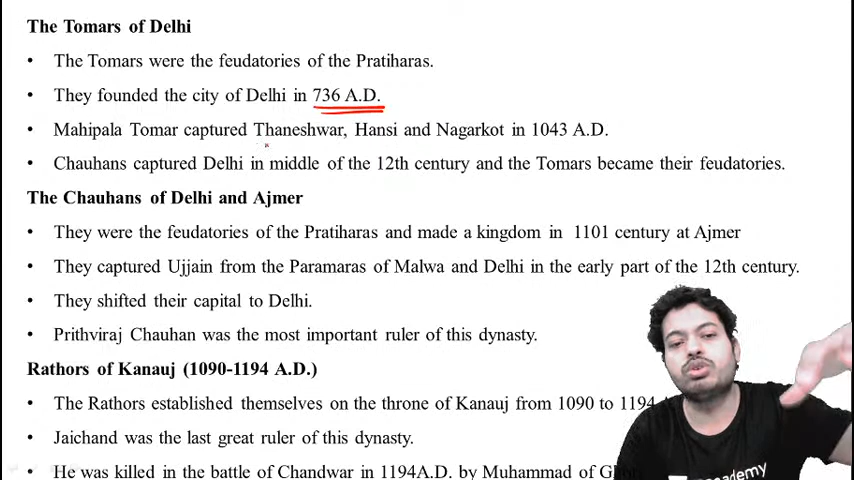 The Tomars of Delhi
• The Tomars were the feudatories of the Pratiharas.
• They founded the city of Delhi in 736 A.D.
• Mahipala Tomar captured Thaneshwar, Hansi and Nagarkot in 1043 A.D.
• Chauhans captured Delhi in middle of the 12th century and the Tomars became their feudatories.
The Chauhans of Delhi and Ajmer
• They were the feudatories of the Pratiharas and made a kingdom in 1101 century at Ajmer
• They captured Ujjain from the Paramaras of Malwa and Delhi in the early part of the 12th century.
• They shifted their capital to Delhi.
• Prithviraj Chauhan was the most important ruler of this dynasty.
Rathors of Kanauj (1090-1194 A.D.)
• The Rathors established themselves on the throne of Kanauj from 1090 to 1194
• Jaichand was the last great ruler of this dynasty.
• He was killed in the battle of Chandwar in 1194A.D. by Muhammad of